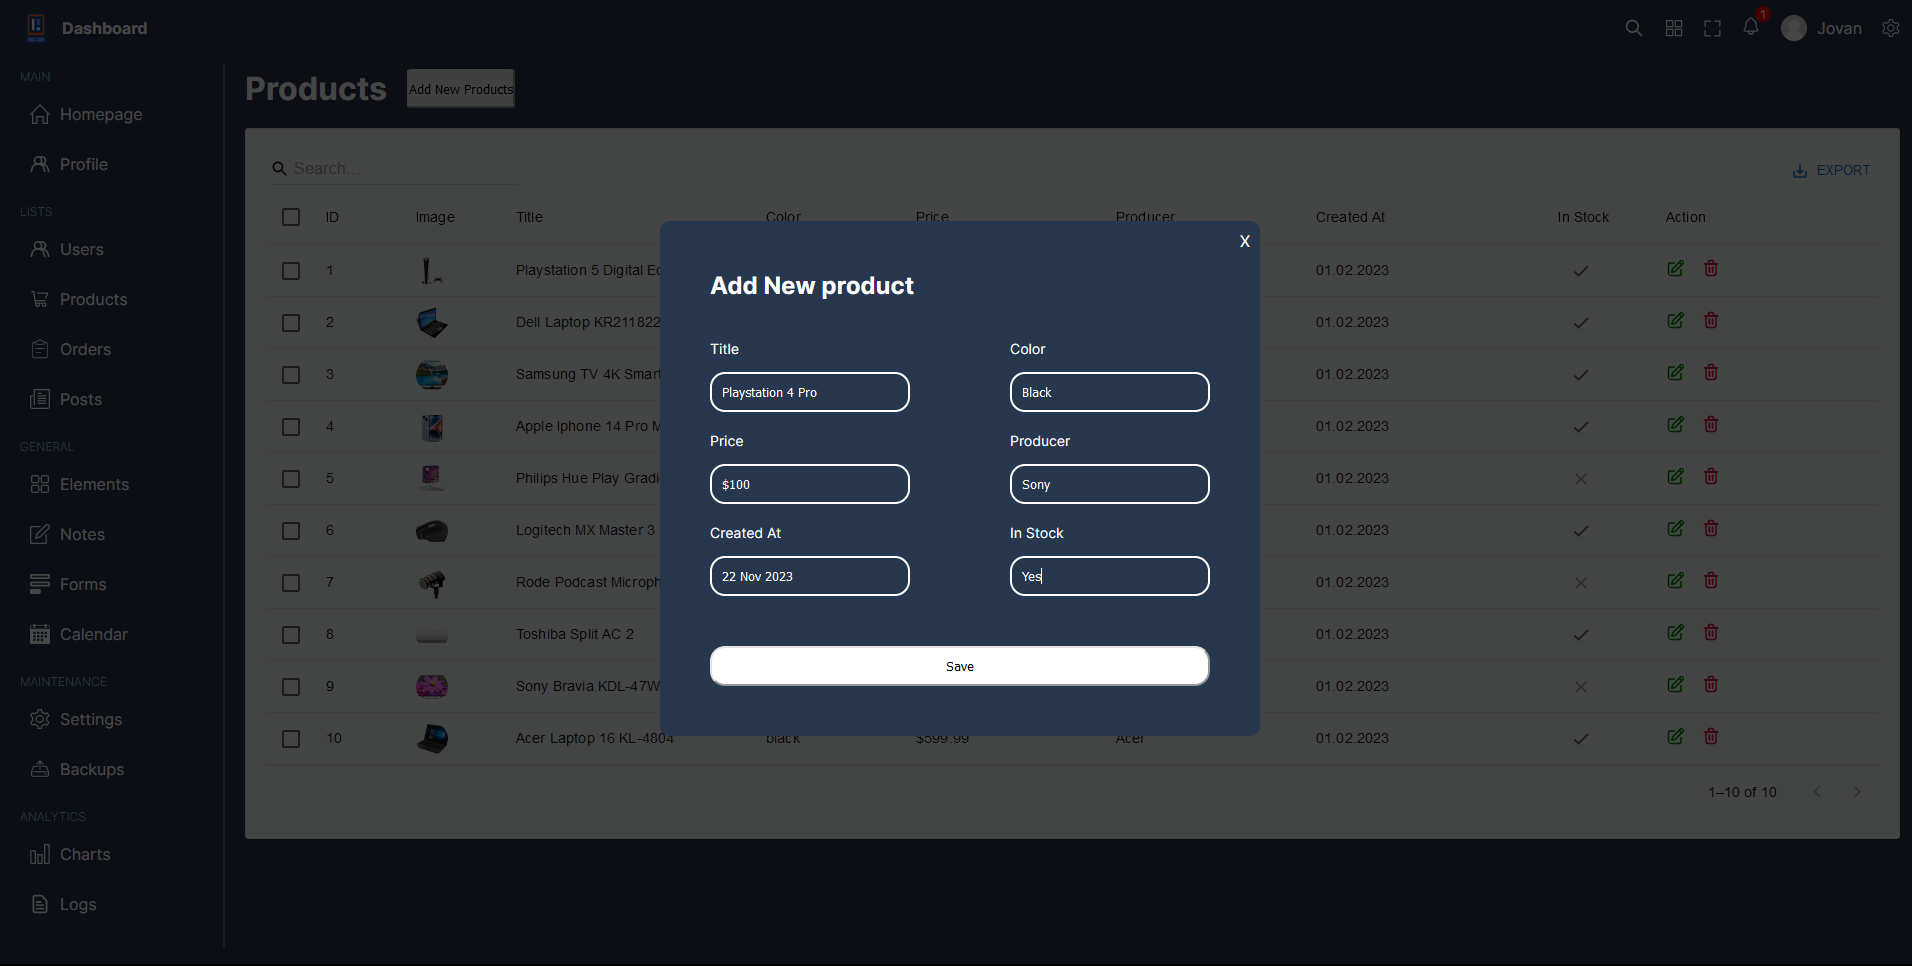 Dashboard
1
Jovan
MAIN
Homepage
Profile
LISTS
Users
Products
Orders
Posts
GENERAL
Elements
Notes
Forms
Calendar
MAINTENANCE
Settings
Backups
ANALYTICS
Charts
Logs
Products
Add New Products
Search...
EXPORT
ID Image Title Color Price Producer Created At In Stock Action
1 Playstation 5 Digital Ed 01.02.2023
2 Dell Laptop KR211822 01.02.2023
3 Samsung TV 4K Smart 01.02.2023
4 Apple Iphone 14 Pro M 01.02.2023
5 Philips Hue Play Gradi 01.02.2023
6 Logitech MX Master 3 01.02.2023
7 Rode Podcast Microph 01.02.2023
8 Toshiba Split AC 2 01.02.2023
9 Sony Bravia KDL-47W 01.02.2023
10 Acer Laptop 16 KL-4804 black $599.99 Acer 01.02.2023
1–10 of 10
X
Add New product
Title Color
Playstation 4 Pro Black
Price Producer
$100 Sony
Created At In Stock
22 Nov 2023 Yes
Save